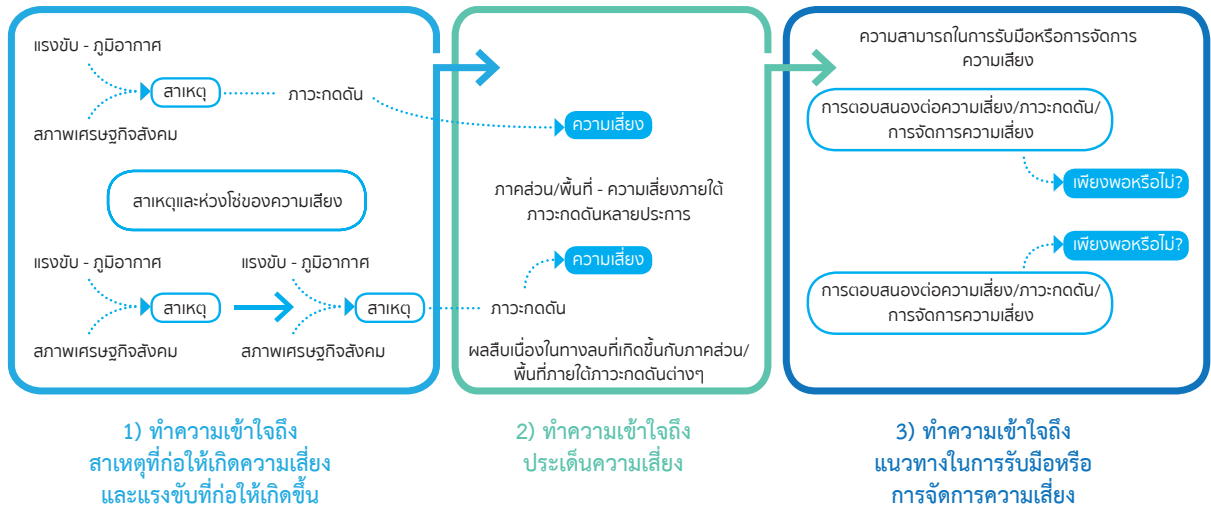 แรงขับ - ภูมิอากาศ
สาเหตุ
ภาวะกดดัน
สภาพเศรษฐกิจสังคม
สาเหตุและห่วงโซ่ของความเสี่ยง
แรงขับ - ภูมิอากาศ
แรงขับ - ภูมิอากาศ
สาเหตุ
สาเหตุ
สภาพเศรษฐกิจสังคม
สภาพเศรษฐกิจสังคม
ความเสี่ยง
ภาคส่วน/พื้นที่ - ความเสี่ยงภายใต้
ภาวะกดดันหลายประการ
ความเสี่ยง
ภาวะกดดัน
ผลสืบเนื่องในทางลบที่เกิดขึ้นกับภาคส่วน/
พื้นที่ภายใต้ภาวะกดดันต่างๆ
ความสามารถในการรับมือหรือการจัดการ
ความเสี่ยง
การตอบสนองต่อความเสี่ยง/ภาวะกดดัน/
การจัดการความเสี่ยง
เพียงพอหรือไม่?
เพียงพอหรือไม่?
การตอบสนองต่อความเสี่ยง/ภาวะกดดัน/
การจัดการความเสี่ยง
1) ทำความเข้าใจถึง
สาเหตุที่ก่อให้เกิดความเสี่ยง
และแรงขับที่ก่อให้เกิดขึ้น
2) ทำความเข้าใจถึง
ประเด็นความเสี่ยง
3) ทำความเข้าใจถึง
แนวทางในการรับมือหรือ
การจัดการความเสี่ยง